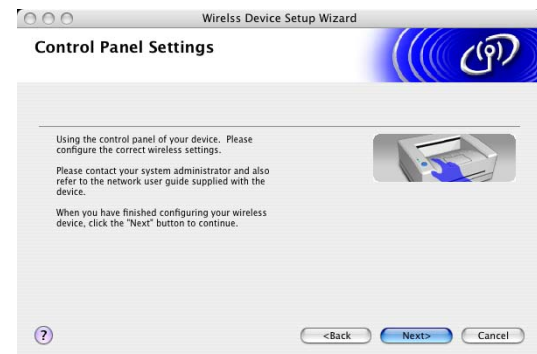 Wirelss Device Setup Wizard
Control Panel Settings
Using the control panel of your device. Please
configure the correct wireless settings.
Please contact your system administrator and also
refer to the network user guide supplied with the
device.
When you have finished configuring your wireless
device, click the "Next" button to continue.
?
<Back
Next>
Cancel